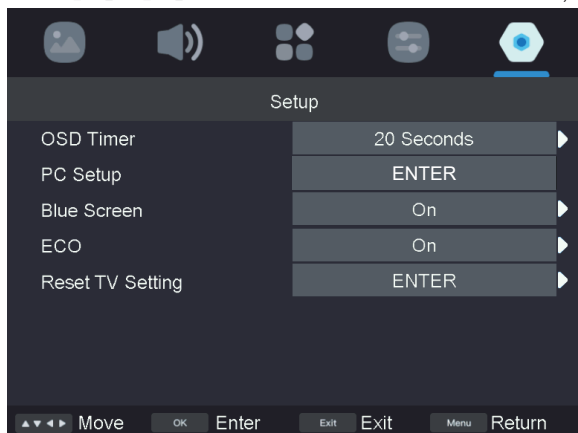 Setup
OSD Timer 20 Seconds
PC Setup ENTER
Blue Screen On
ECO On
Reset TV Setting ENTER
Move OK Enter Exit Exit Menu Return